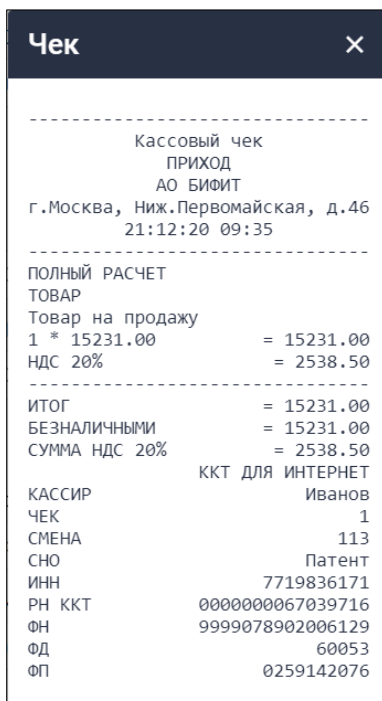 Чек ×
--------------------------------
Кассовый чек
ПРИХОД
АО БИФИТ
г.Москва, Ниж.Первомайская, д.46
21:12:20 09:35
--------------------------------
ПОЛНЫЙ РАСЧЕТ
ТОВАР
Товар на продажу
1 * 15231.00 = 15231.00
НДС 20% = 2538.50
--------------------------------
ИТОГ = 15231.00
БЕЗНАЛИЧНЫМИ = 15231.00
СУММА НДС 20% = 2538.50
ККТ ДЛЯ ИНТЕРНЕТ
КАССИР Иванов
ЧЕК 1
СМЕНА 113
СНО Патент
ИНН 7719836171
РН ККТ 0000000067039716
ФН 9999078902006129
ФД 60053
ФП 0259142076